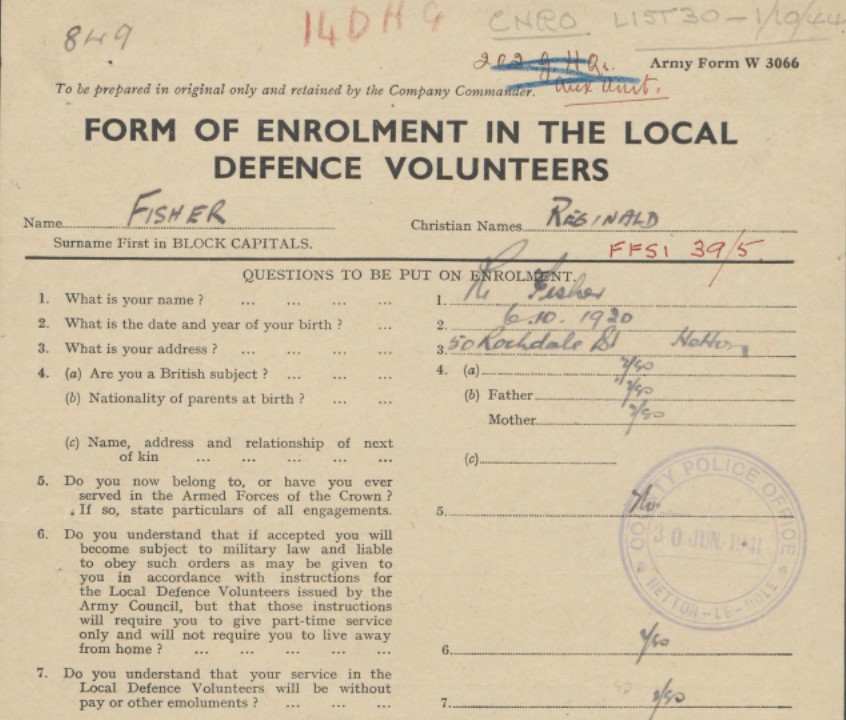 849
14 D H G
CNRO LIST 30 - 1/10/44
202 G.H.Q.
aux unit.
Army Form W 3066
To be prepared in original only and retained by the Company Commander.
FORM OF ENROLMENT IN THE LOCAL
DEFENCE VOLUNTEERS
Name FISHER Christian Names REGINALD
Surname First in BLOCK CAPITALS.
FFSI 39/5.
QUESTIONS TO BE PUT ON ENROLMENT.
1. What is your name ? ... ... ... ... 1. R. Fisher
2. What is the date and year of your birth ? ... 2. 6.10.1920
3. What is your address ? ... ... ... ... 3. 50 Rochdale St Hetton
4. (a) Are you a British subject ? ... ... ... 4. (a) Yes
(b) Nationality of parents at birth ? ... ... (b) Father Yes
Mother Yes
(c) Name, address and relationship of next
of kin ... ... ... ... ... (c)
5. Do you now belong to, or have you ever
served in the Armed Forces of the Crown ?
If so, state particulars of all engagements. 5. No.
COUNTY POLICE OFFICE
30 JUN 1941
HETTON-LE-HOLE
6. Do you understand that if accepted you will
become subject to military law and liable
to obey such orders as may be given to
you in accordance with instructions for
the Local Defence Volunteers issued by the
Army Council, but that those instructions
will require you to give part-time service
only and will not require you to live away
from home ? ... ... ... ... ... 6. Yes
7. Do you understand that your service in the
Local Defence Volunteers will be without
pay or other emoluments ? ... ... ... 7. Yes